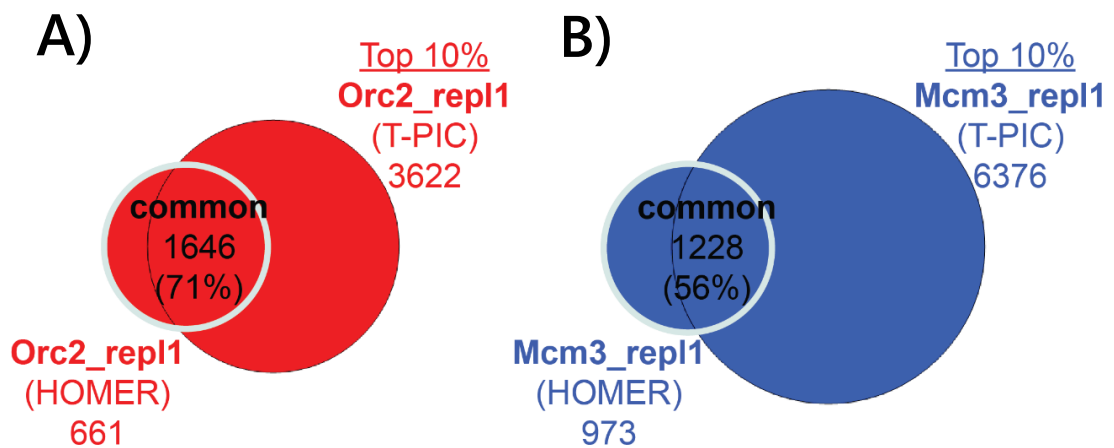 A)
Top 10%
Orc2_repl1
(T-PIC)
3622
common
1646
(71%)
Orc2_repl1
(HOMER)
661
B)
Top 10%
Mcm3_repl1
(T-PIC)
6376
common
1228
(56%)
Mcm3_repl1
(HOMER)
973